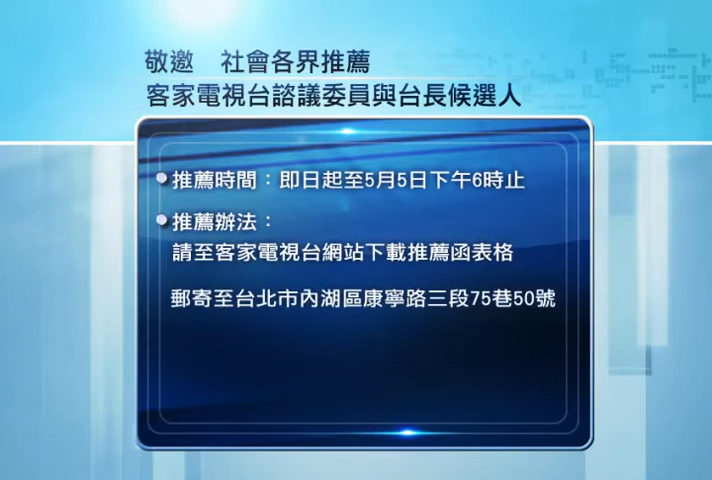 敬邀　社會各界推薦
客家電視台諮議委員與台長候選人
●推薦時間：即日起至5月5日下午6時止
●推薦辦法：
請至客家電視台網站下載推薦函表格
郵寄至台北市內湖區康寧路三段75巷50號